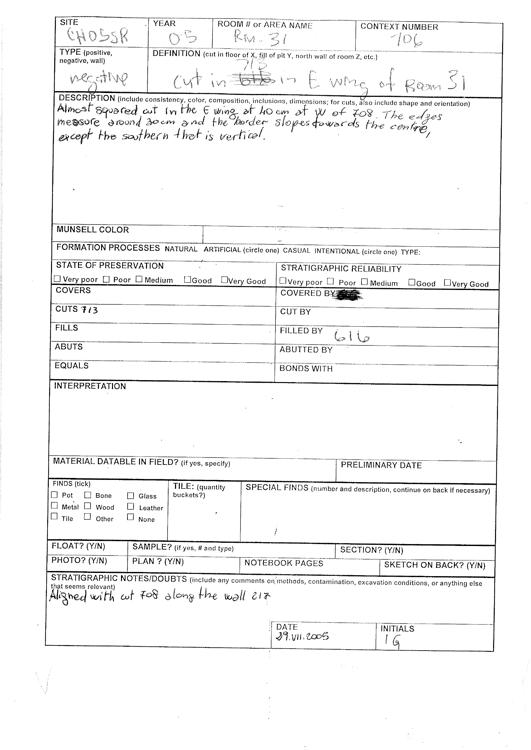 SITE YEAR ROOM # or AREA NAME CONTEXT NUMBER
CHOSSR 05 RM. 31 706
TYPE (positive, negative, wall) DEFINITION (cut in floor of X, fill of pit Y, north wall of room Z, etc.)
713
negative cut in in E wing of Room 31
DESCRIPTION (include consistency, color, composition, inclusions, dimensions; for cuts, also include shape and orientation)
Almost squared cut in the E wing at 40 cm at W of 708. The edges
measure around 30cm and the border slopes towards the centre,
except the southern that is vertical.
MUNSELL COLOR
FORMATION PROCESSES NATURAL ARTIFICIAL (circle one) CASUAL INTENTIONAL (circle one) TYPE:
STATE OF PRESERVATION STRATIGRAPHIC RELIABILITY
☐Very poor ☐ Poor ☐Medium ☐Good ☐Very Good ☐Very poor ☐ Poor ☐Medium ☐Good ☐Very Good
COVERS COVERED BY
CUTS 713 CUT BY
FILLS FILLED BY 616
ABUTS ABUTTED BY
EQUALS BONDS WITH
INTERPRETATION
MATERIAL DATABLE IN FIELD? (if yes, specify) PRELIMINARY DATE
FINDS (tick) TILE: (quantity buckets?) SPECIAL FINDS (number and description, continue on back if necessary)
☐ Pot ☐ Bone ☐ Glass
☐ Metal ☐ Wood ☐ Leather
☐ Tile ☐ Other ☐ None
FLOAT? (Y/N) SAMPLE? (if yes, # and type) SECTION? (Y/N)
PHOTO? (Y/N) PLAN ? (Y/N) NOTEBOOK PAGES SKETCH ON BACK? (Y/N)
STRATIGRAPHIC NOTES/DOUBTS (include any comments on methods, contamination, excavation conditions, or anything else
that seems relevant)
Aligned with cut 708 along the wall 217
DATE INITIALS
29.VII.2005 IG